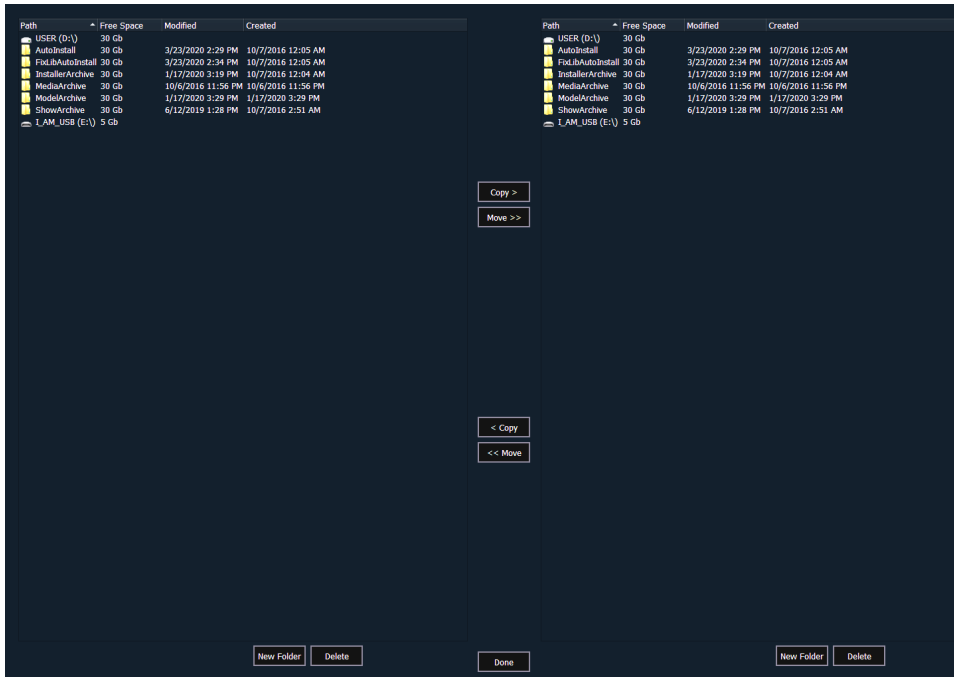 Path Free Space Modified Created
USER (D:\) 30 Gb
AutoInstall 30 Gb 3/23/2020 2:29 PM 10/7/2016 12:05 AM
FixLibAutoInstall 30 Gb 3/23/2020 2:34 PM 10/7/2016 12:05 AM
InstallerArchive 30 Gb 1/17/2020 3:19 PM 10/7/2016 12:04 AM
MediaArchive 30 Gb 10/6/2016 11:56 PM 10/6/2016 11:56 PM
ModelArchive 30 Gb 1/17/2020 3:29 PM 1/17/2020 3:29 PM
ShowArchive 30 Gb 6/12/2019 1:28 PM 10/7/2016 2:51 AM
I_AM_USB (E:\) 5 Gb
Copy >
Move >>
< Copy
<< Move
New Folder Delete
Done
Path Free Space Modified Created
USER (D:\) 30 Gb
AutoInstall 30 Gb 3/23/2020 2:29 PM 10/7/2016 12:05 AM
FixLibAutoInstall 30 Gb 3/23/2020 2:34 PM 10/7/2016 12:05 AM
InstallerArchive 30 Gb 1/17/2020 3:19 PM 10/7/2016 12:04 AM
MediaArchive 30 Gb 10/6/2016 11:56 PM 10/6/2016 11:56 PM
ModelArchive 30 Gb 1/17/2020 3:29 PM 1/17/2020 3:29 PM
ShowArchive 30 Gb 6/12/2019 1:28 PM 10/7/2016 2:51 AM
I_AM_USB (E:\) 5 Gb
New Folder Delete